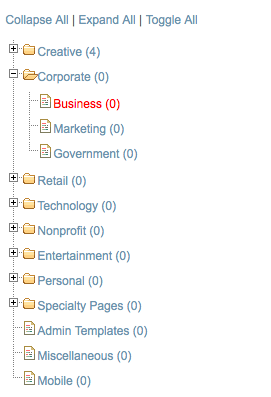 Collapse All | Expand All | Toggle All
Creative (4)
Corporate (0)
Business (0)
Marketing (0)
Government (0)
Retail (0)
Technology (0)
Nonprofit (0)
Entertainment (0)
Personal (0)
Specialty Pages (0)
Admin Templates (0)
Miscellaneous (0)
Mobile (0)